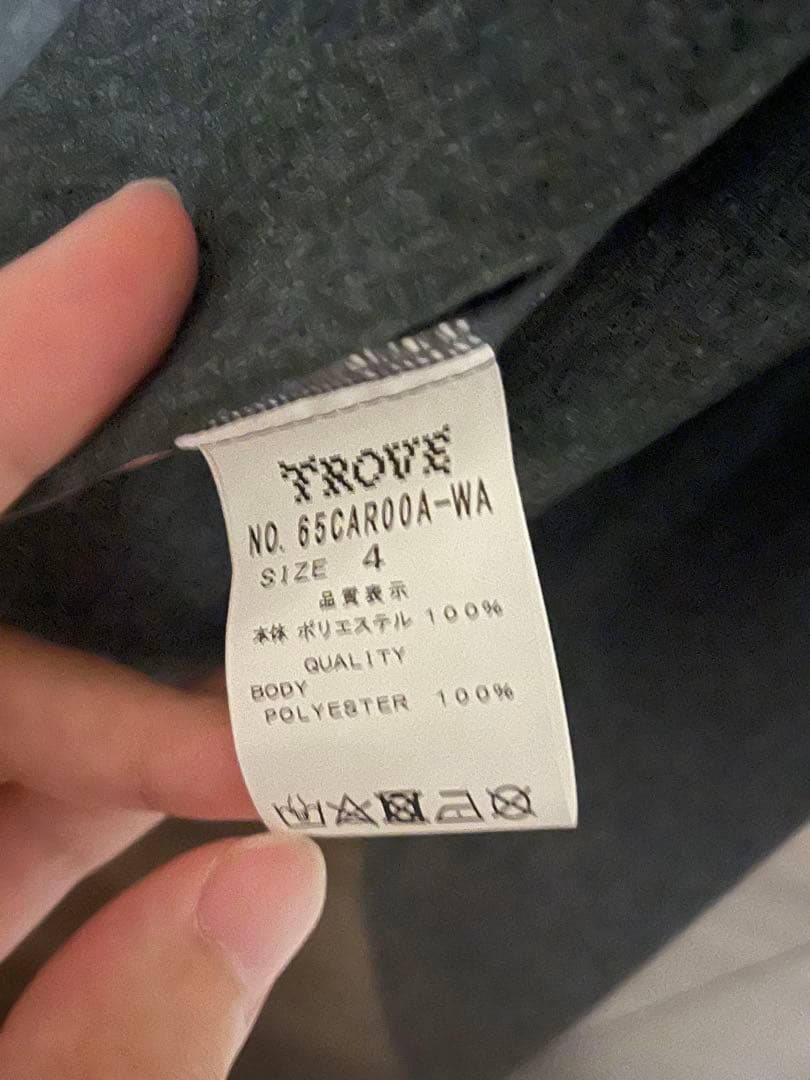 TROVE
NO. 65CAR00A-WA
SIZE 4
品質表示
本体 ポリエステル 100%
QUALITY
BODY
POLYESTER 100%